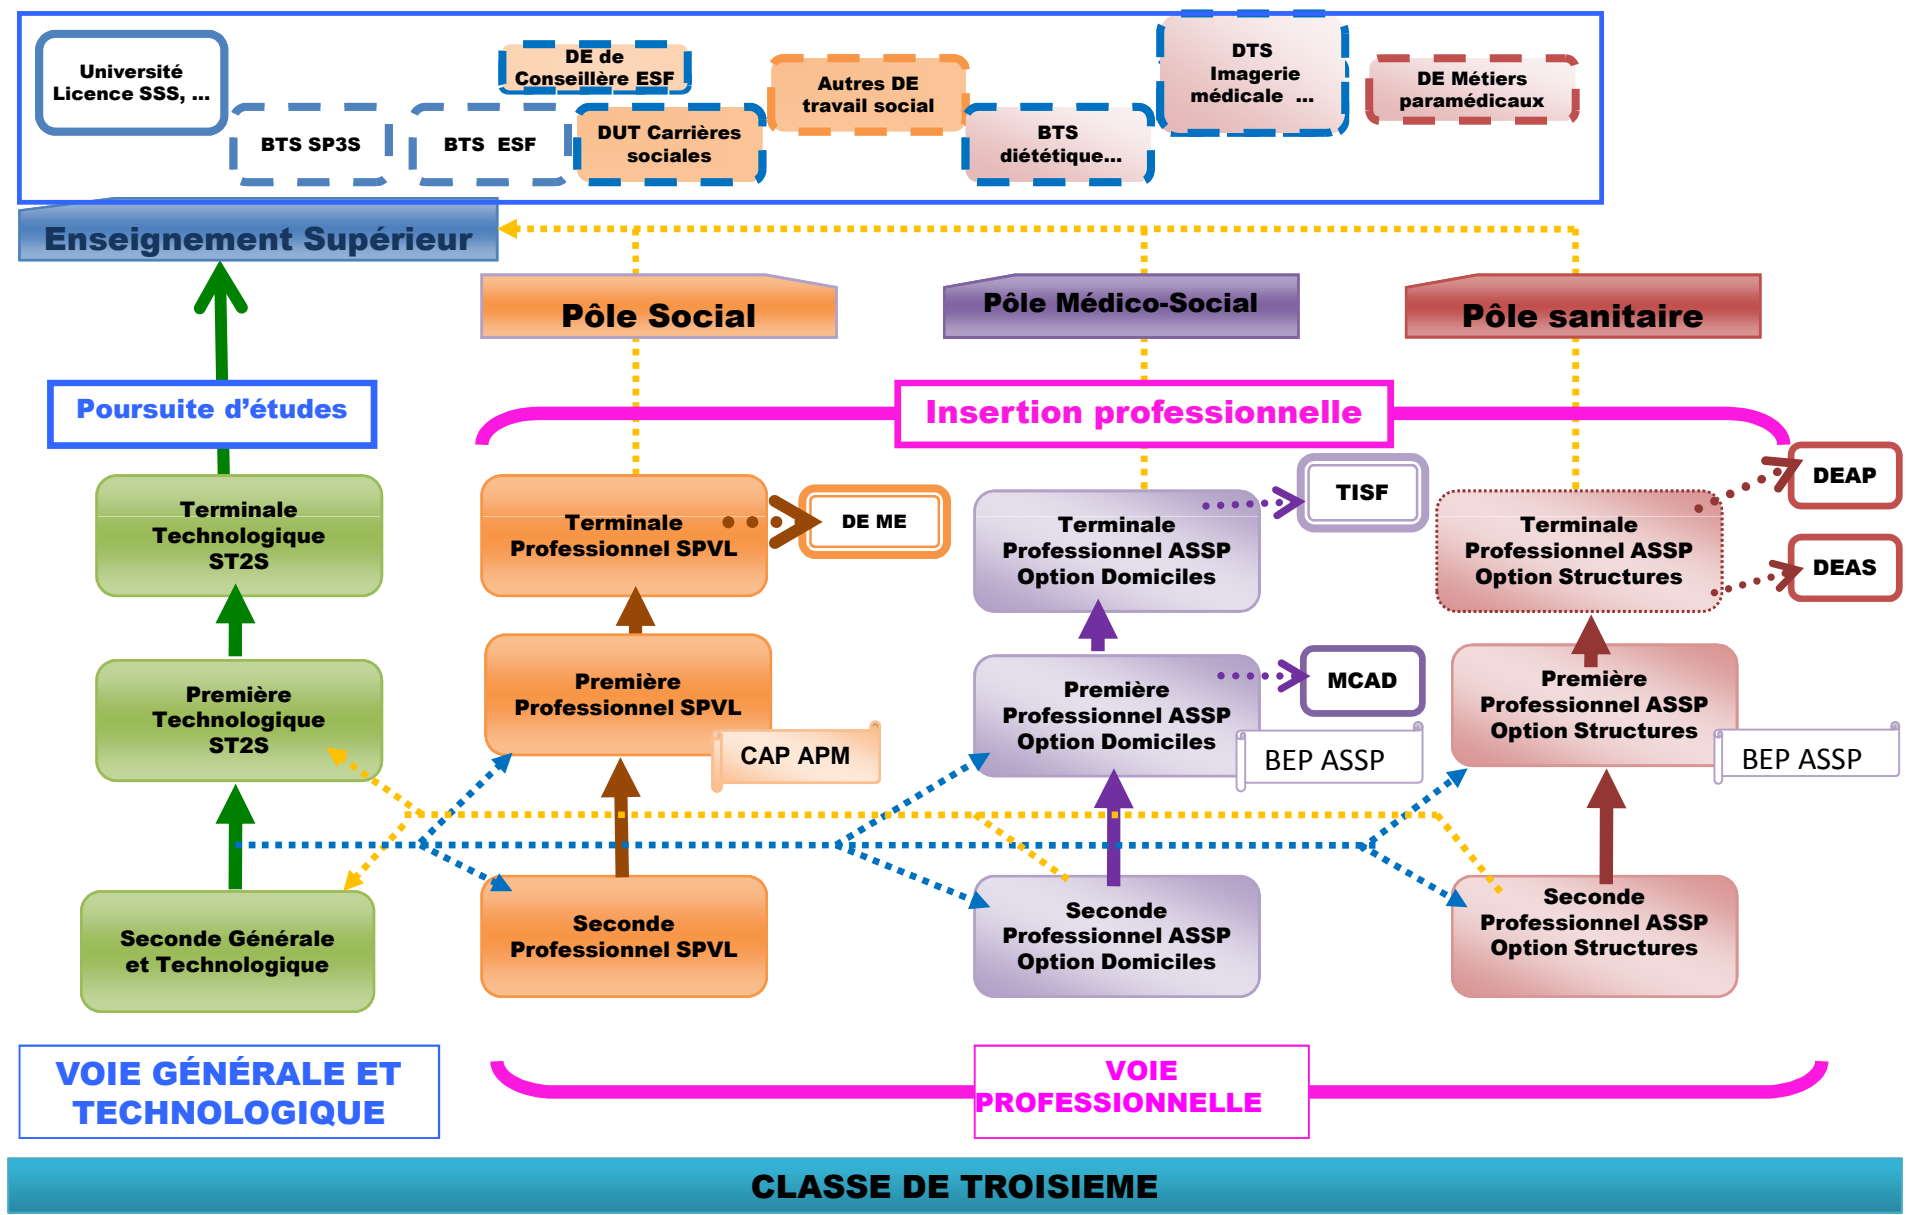 Université
Licence SSS, ...
BTS SP3S
BTS ESF
DE de
Conseillère ESF
DUT Carrières
sociales
Autres DE
travail social
BTS
diététique...
DTS
Imagerie
médicale ...
DE Métiers
paramédicaux
Enseignement Supérieur
Pôle Social
Pôle Médico-Social
Pôle sanitaire
Poursuite d'études
Insertion professionnelle
Terminale
Technologique
ST2S
Terminale
Professionnel SPVL
DE ME
Terminale
Professionnel ASSP
Option Domiciles
TISF
Terminale
Professionnel ASSP
Option Structures
DEAP
DEAS
Première
Technologique
ST2S
Première
Professionnel SPVL
CAP APM
Première
Professionnel ASSP
Option Domiciles
MCAD
BEP ASSP
Première
Professionnel ASSP
Option Structures
BEP ASSP
Seconde Générale
et Technologique
Seconde
Professionnel SPVL
Seconde
Professionnel ASSP
Option Domiciles
Seconde
Professionnel ASSP
Option Structures
VOIE GÉNÉRALE ET
TECHNOLOGIQUE
VOIE
PROFESSIONNELLE
CLASSE DE TROISIEME